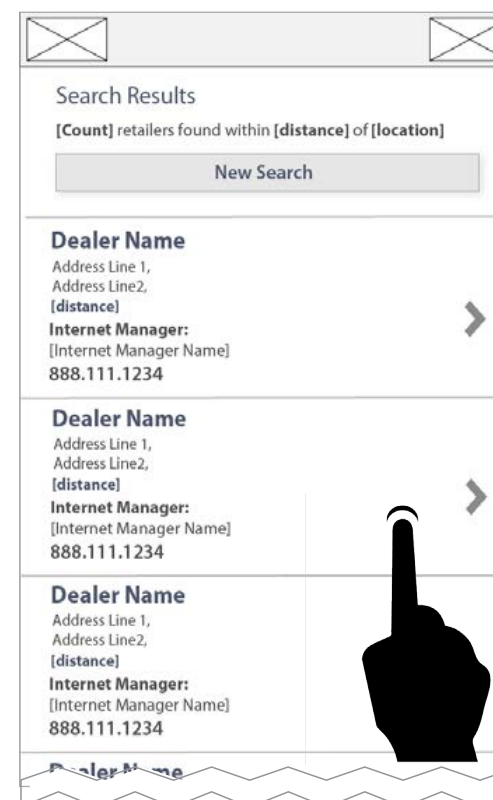 Search Results
[Count] retailers found within [distance] of [location]
New Search
Dealer Name
Address Line 1,
Address Line2,
[distance]
Internet Manager:
[Internet Manager Name]
888.111.1234
Dealer Name
Address Line 1,
Address Line2,
[distance]
Internet Manager:
[Internet Manager Name]
888.111.1234
Dealer Name
Address Line 1,
Address Line2,
[distance]
Internet Manager:
[Internet Manager Name]
888.111.1234
Dealer Name